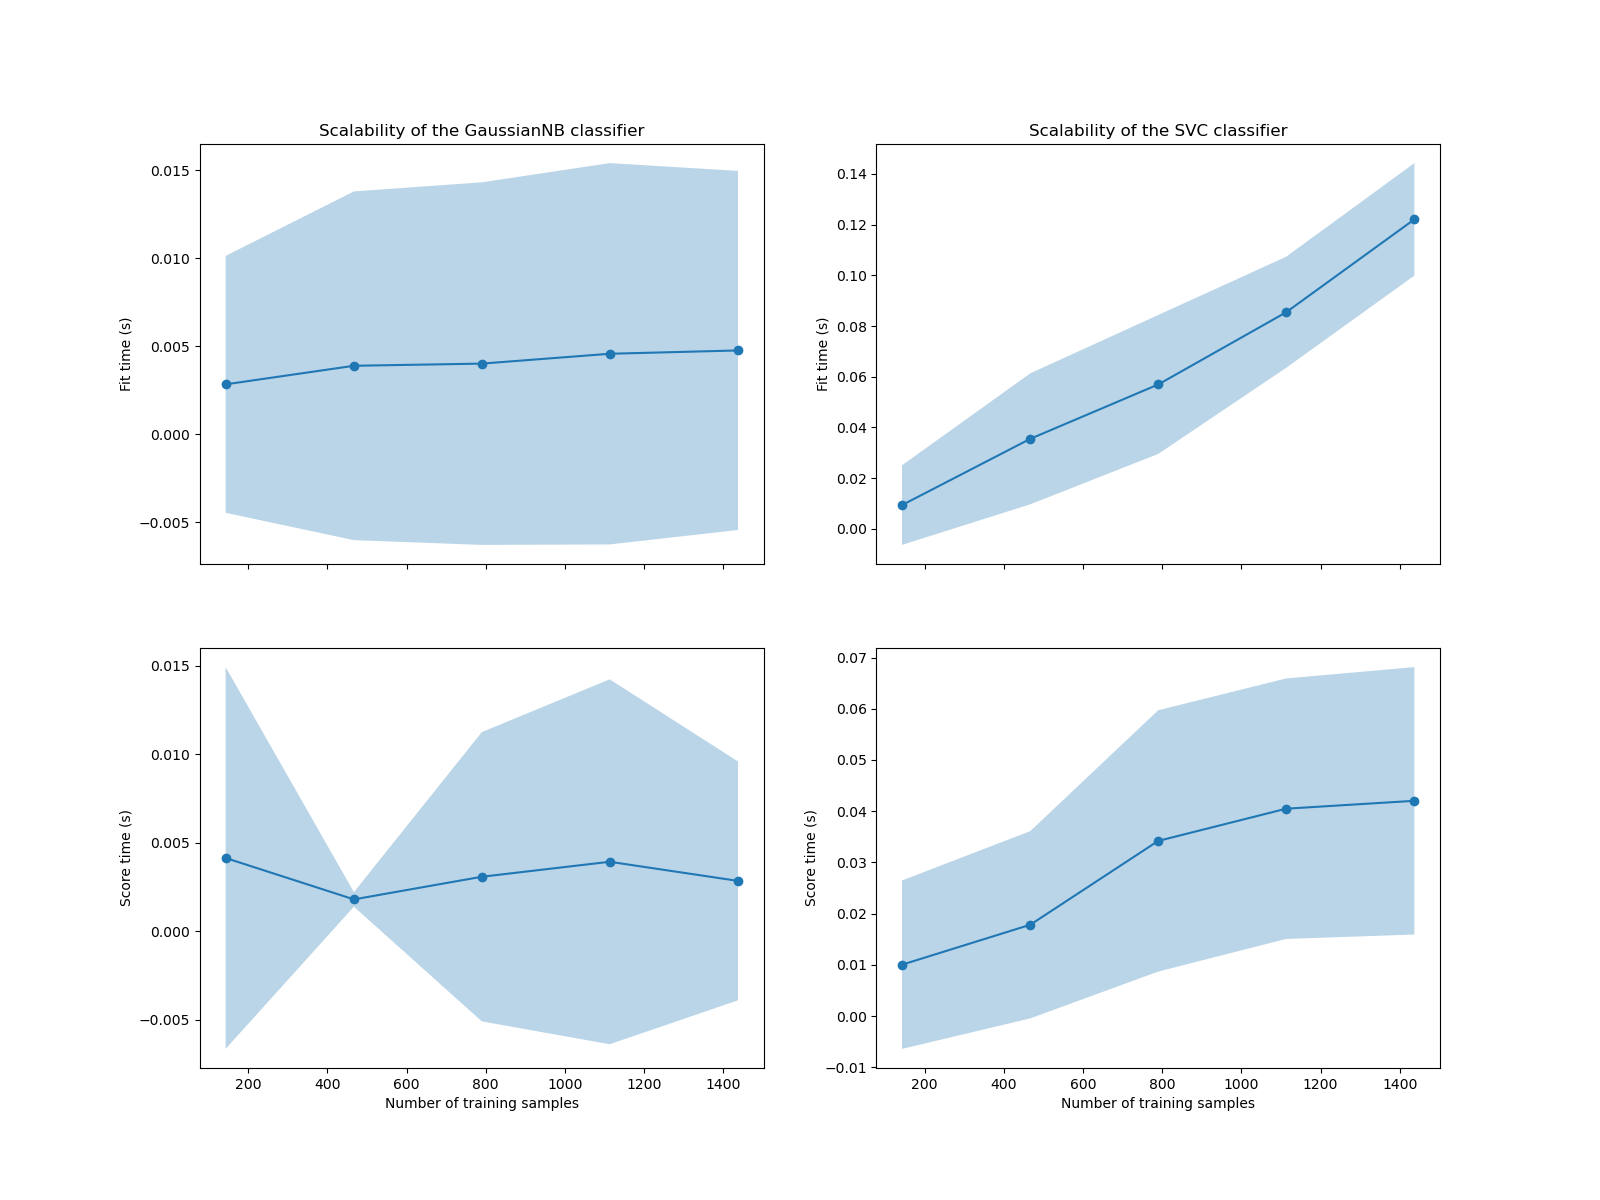 Scalability of the GaussianNB classifier
0.015
0.010
0.005
0.000
−0.005
Fit time (s)
Scalability of the SVC classifier
0.14
0.12
0.10
0.08
0.06
0.04
0.02
0.00
Fit time (s)
0.015
0.010
0.005
0.000
−0.005
Score time (s)
200 400 600 800 1000 1200 1400
Number of training samples
0.07
0.06
0.05
0.04
0.03
0.02
0.01
0.00
−0.01
Score time (s)
200 400 600 800 1000 1200 1400
Number of training samples